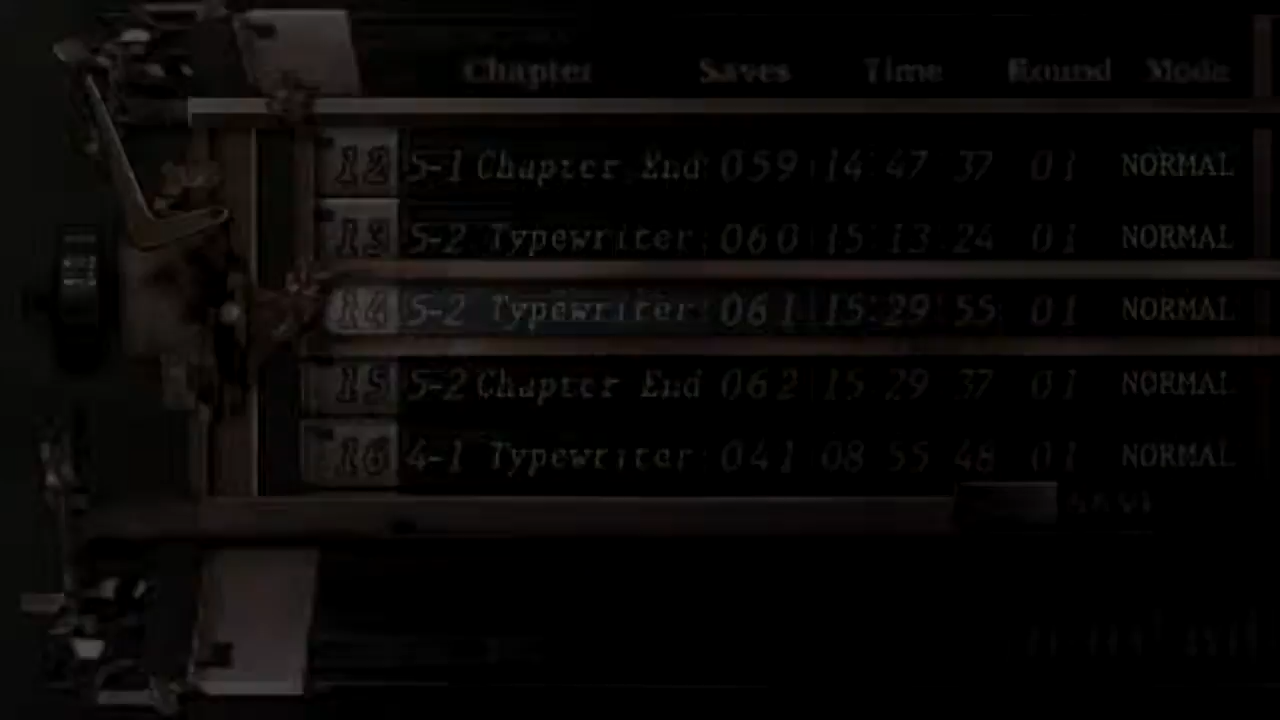 Chapter Saves Time Round Mode
12 5-1 Chapter End 059 14:47 37 01 NORMAL
13 5-2 Typewriter 060 15:13:24 01 NORMAL
14 5-2 Typewriter 061 15:29:55 01 NORMAL
15 5-2 Chapter End 062 15 29 37 01 NORMAL
16 4-1 Typewriter 041 08 55 48 01 NORMAL